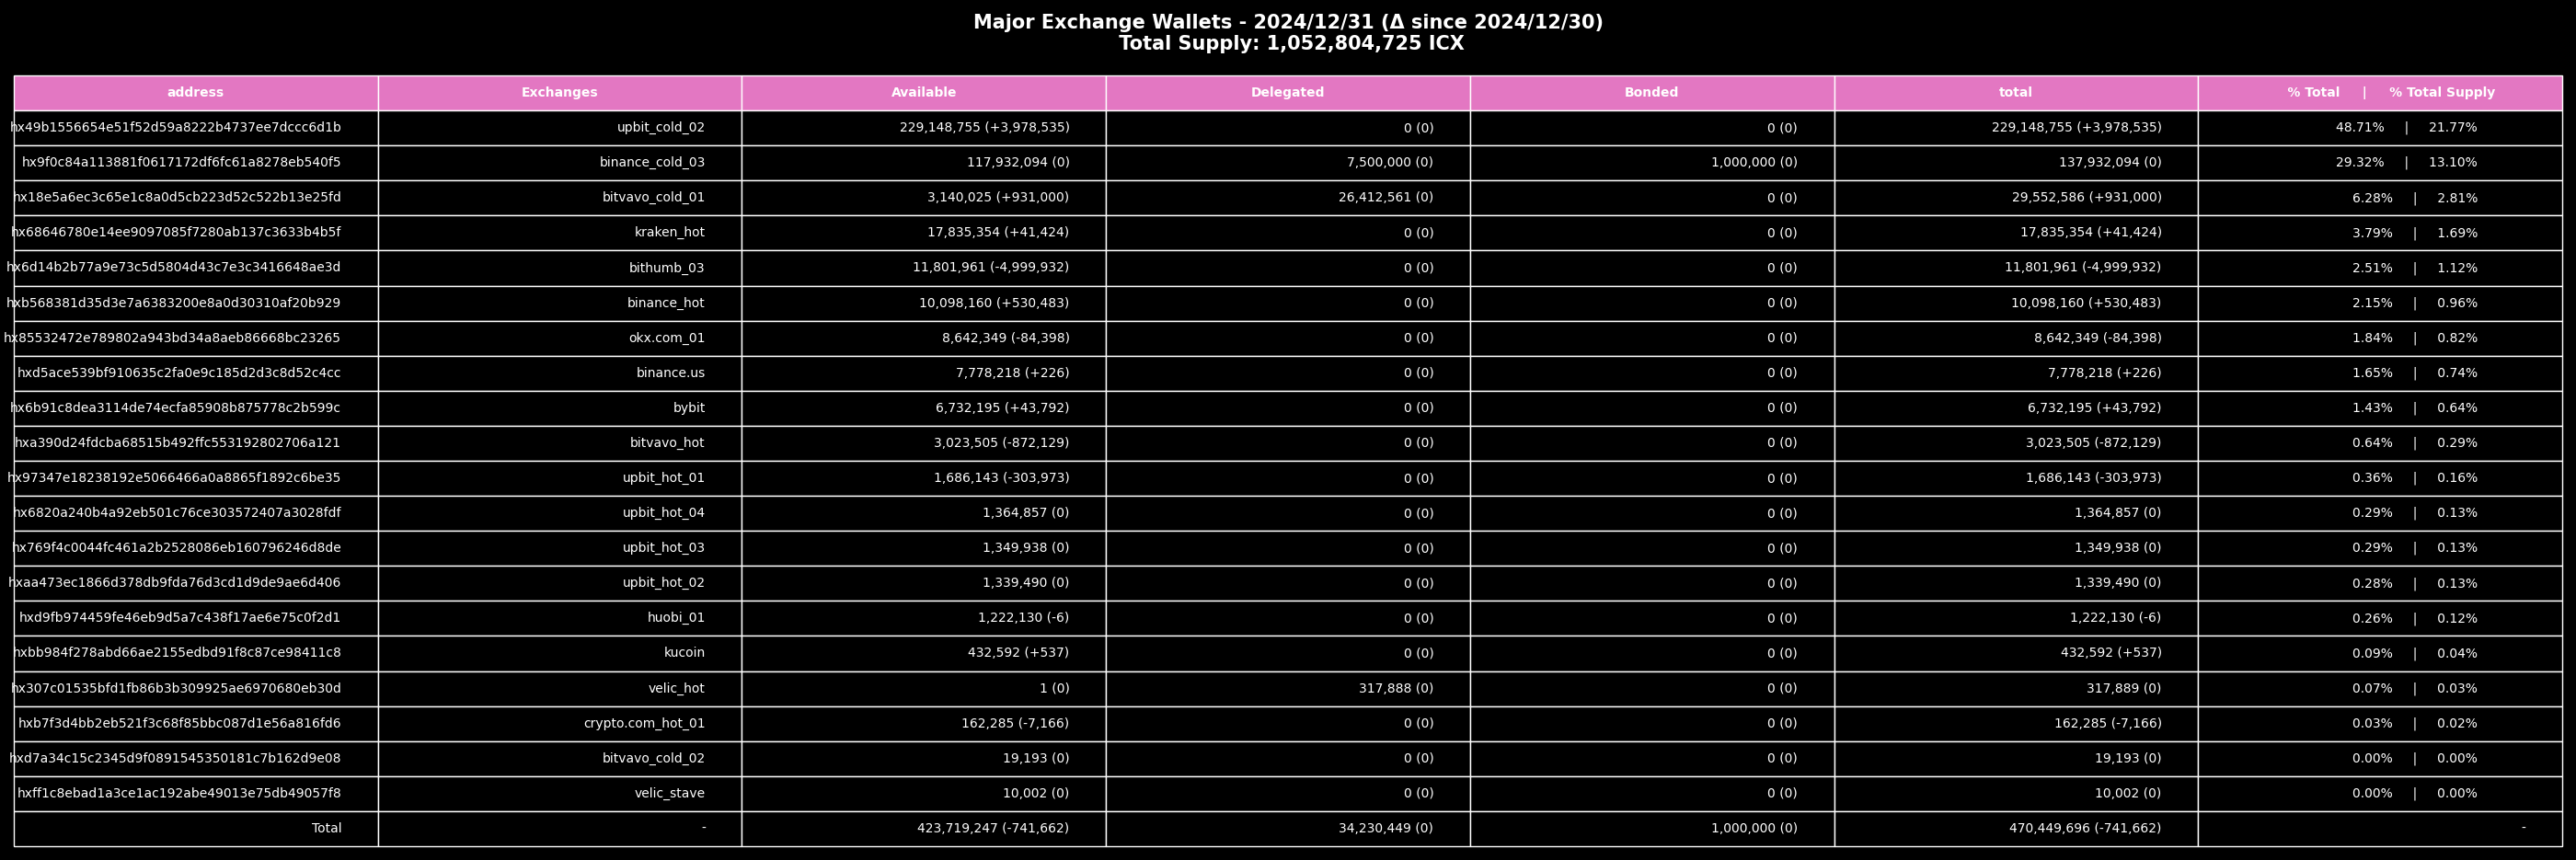 Major Exchange Wallets - 2024/12/31 (Δ since 2024/12/30)
Total Supply: 1,052,804,725 ICX
address Exchanges Available Delegated Bonded total % Total | % Total Supply
hx49b1556654e51f52d59a8222b4737ee7dccc6d1b upbit_cold_02 229,148,755 (+3,978,535) 0 (0) 0 (0) 229,148,755 (+3,978,535) 48.71% | 21.77%
hx9f0c84a113881f0617172df6fc61a8278eb540f5 binance_cold_03 117,932,094 (0) 7,500,000 (0) 1,000,000 (0) 137,932,094 (0) 29.32% | 13.10%
hx18e5a6ec3c65e1c8a0d5cb223d52c522b13e25fd bitvavo_cold_01 3,140,025 (+931,000) 26,412,561 (0) 0 (0) 29,552,586 (+931,000) 6.28% | 2.81%
hx68646780e14ee9097085f7280ab137c3633b4b5f kraken_hot 17,835,354 (+41,424) 0 (0) 0 (0) 17,835,354 (+41,424) 3.79% | 1.69%
hx6d14b2b77a9e73c5d5804d43c7e3c3416648ae3d bithumb_03 11,801,961 (-4,999,932) 0 (0) 0 (0) 11,801,961 (-4,999,932) 2.51% | 1.12%
hxb568381d35d3e7a6383200e8a0d30310af20b929 binance_hot 10,098,160 (+530,483) 0 (0) 0 (0) 10,098,160 (+530,483) 2.15% | 0.96%
hx85532472e789802a943bd34a8aeb86668bc23265 okx.com_01 8,642,349 (-84,398) 0 (0) 0 (0) 8,642,349 (-84,398) 1.84% | 0.82%
hxd5ace539bf910635c2fa0e9c185d2d3c8d52c4cc binance.us 7,778,218 (+226) 0 (0) 0 (0) 7,778,218 (+226) 1.65% | 0.74%
hx6b91c8dea3114de74ecfa85908b875778c2b599c bybit 6,732,195 (+43,792) 0 (0) 0 (0) 6,732,195 (+43,792) 1.43% | 0.64%
hxa390d24fdcba68515b492ffc553192802706a121 bitvavo_hot 3,023,505 (-872,129) 0 (0) 0 (0) 3,023,505 (-872,129) 0.64% | 0.29%
hx97347e18238192e5066466a0a8865f1892c6be35 upbit_hot_01 1,686,143 (-303,973) 0 (0) 0 (0) 1,686,143 (-303,973) 0.36% | 0.16%
hx6820a240b4a92eb501c76ce303572407a3028fdf upbit_hot_04 1,364,857 (0) 0 (0) 0 (0) 1,364,857 (0) 0.29% | 0.13%
hx769f4c0044fc461a2b2528086eb160796246d8de upbit_hot_03 1,349,938 (0) 0 (0) 0 (0) 1,349,938 (0) 0.29% | 0.13%
hxaa473ec1866d378db9fda76d3cd1d9de9ae6d406 upbit_hot_02 1,339,490 (0) 0 (0) 0 (0) 1,339,490 (0) 0.28% | 0.13%
hxd9fb974459fe46eb9d5a7c438f17ae6e75c0f2d1 huobi_01 1,222,130 (-6) 0 (0) 0 (0) 1,222,130 (-6) 0.26% | 0.12%
hxbb984f278abd66ae2155edbd91f8c87ce98411c8 kucoin 432,592 (+537) 0 (0) 0 (0) 432,592 (+537) 0.09% | 0.04%
hx307c01535bfd1fb86b3b309925ae6970680eb30d velic_hot 1 (0) 317,888 (0) 0 (0) 317,889 (0) 0.07% | 0.03%
hxb7f3d4bb2eb521f3c68f85bbc087d1e56a816fd6 crypto.com_hot_01 162,285 (-7,166) 0 (0) 0 (0) 162,285 (-7,166) 0.03% | 0.02%
hxd7a34c15c2345d9f0891545350181c7b162d9e08 bitvavo_cold_02 19,193 (0) 0 (0) 0 (0) 19,193 (0) 0.00% | 0.00%
hxff1c8ebad1a3ce1ac192abe49013e75db49057f8 velic_stave 10,002 (0) 0 (0) 0 (0) 10,002 (0) 0.00% | 0.00%
Total - 423,719,247 (-741,662) 34,230,449 (0) 1,000,000 (0) 470,449,696 (-741,662) -